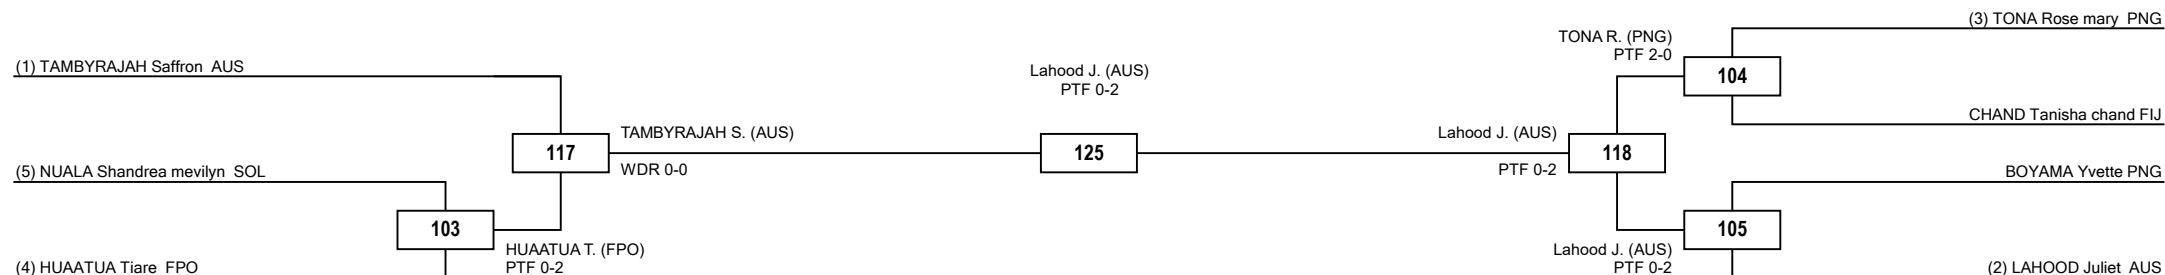 (3) TONA Rose mary PNG
TONA R. (PNG)
PTF 2-0
(1) TAMBYRAJAH Saffron AUS
Lahood J. (AUS)
PTF 0-2
104
CHAND Tanisha chand FIJ
TAMBYRAJAH S. (AUS)
Lahood J. (AUS)
117
125
118
WDR 0-0
PTF 0-2
(5) NUALA Shandrea mevilyn SOL
BOYAMA Yvette PNG
103
105
HUAATUA T. (FPO)
PTF 0-2
Lahood J. (AUS)
PTF 0-2
(4) HUAATUA Tiare FPO
(2) LAHOOD Juliet AUS